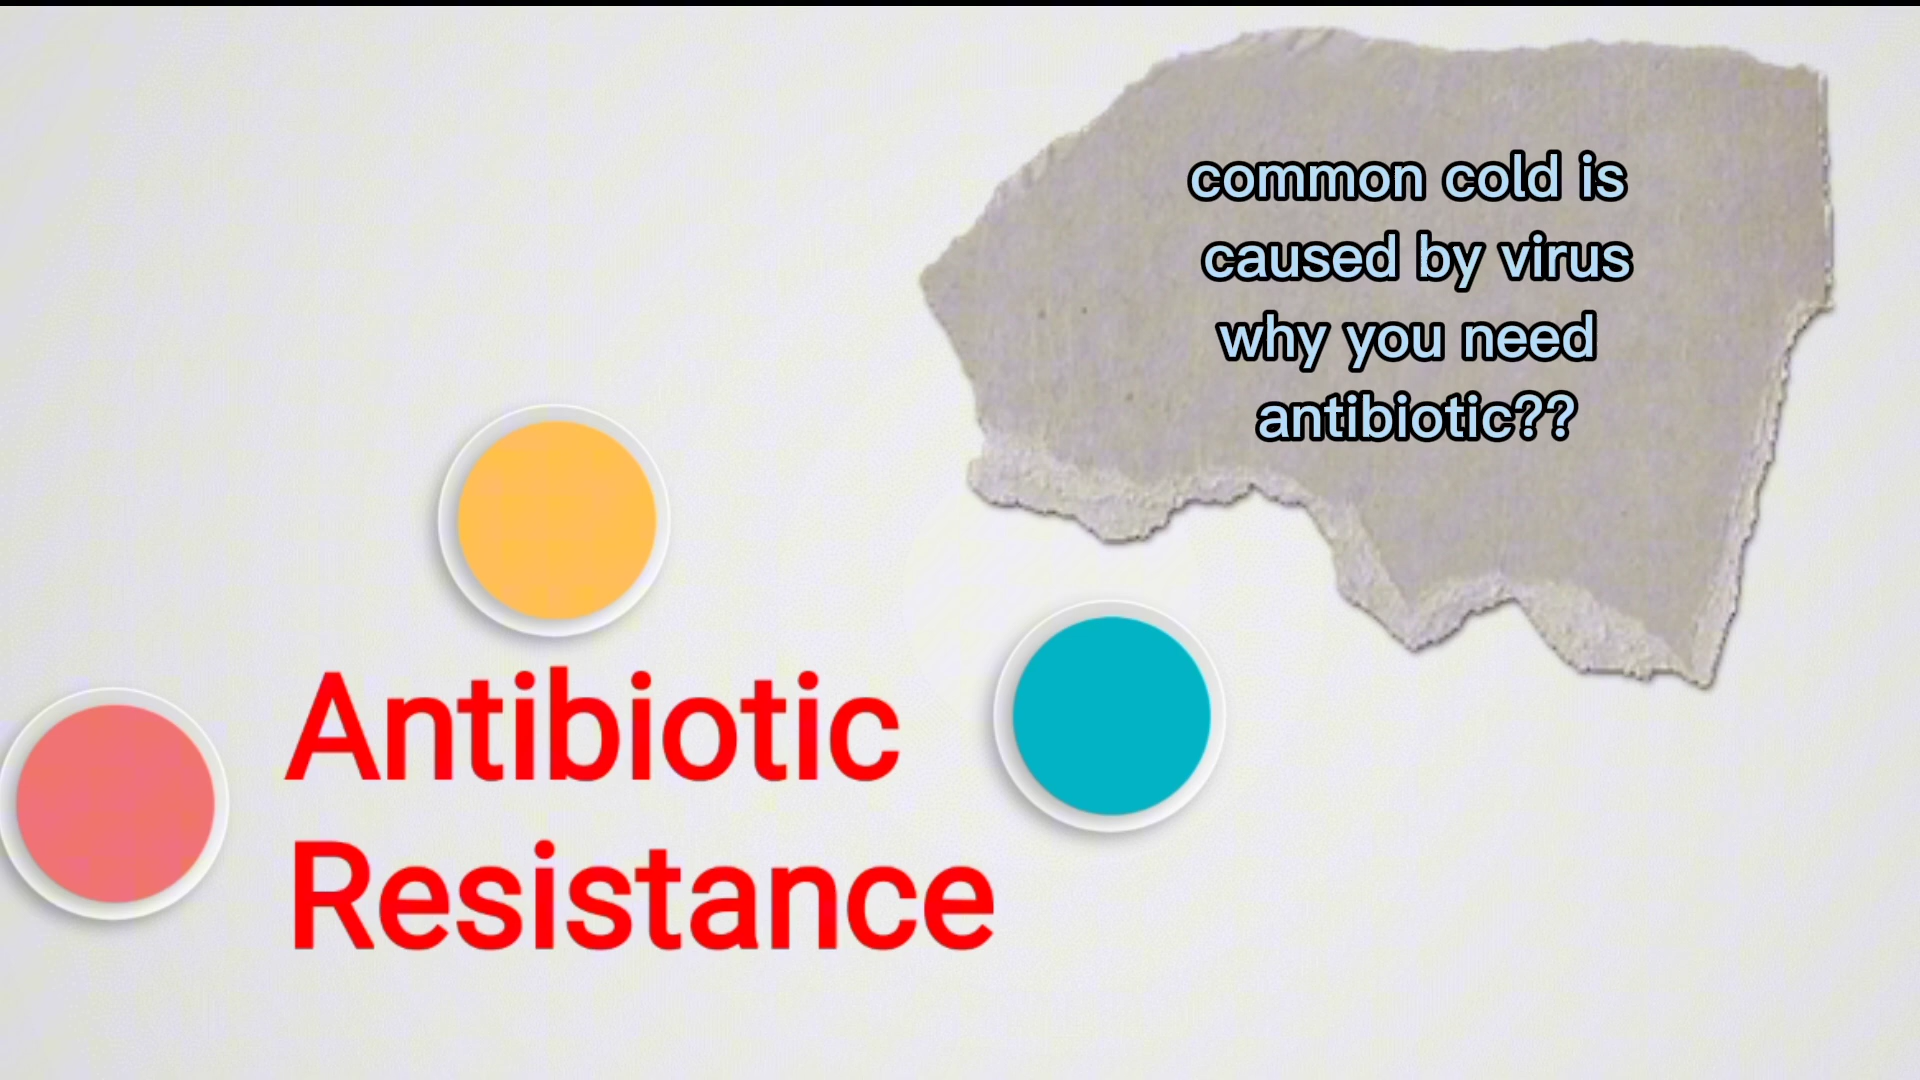 common cold is
caused by virus
why you need
antibiotic??
Antibiotic
Resistance